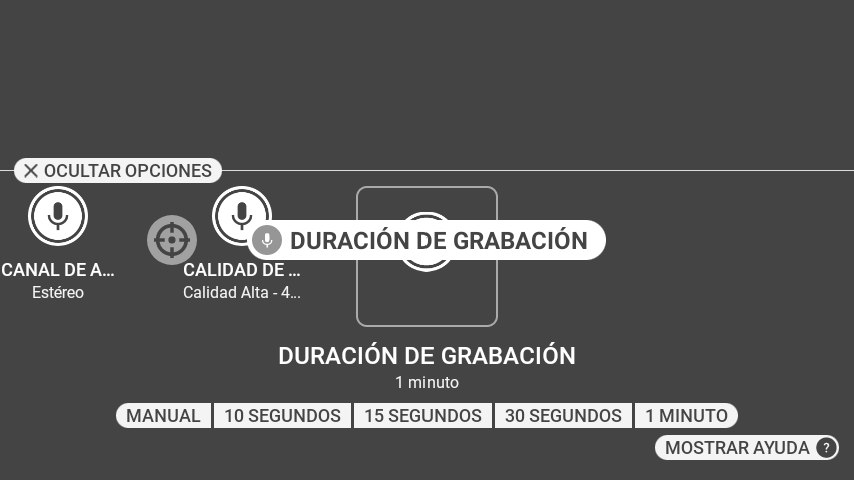 OCULTAR OPCIONES
DURACIÓN DE GRABACIÓN
CANAL DE A...
Estéreo
CALIDAD DE ...
Calidad Alta - 4...
DURACIÓN DE GRABACIÓN
1 minuto
MANUAL 10 SEGUNDOS 15 SEGUNDOS 30 SEGUNDOS 1 MINUTO
MOSTRAR AYUDA ?